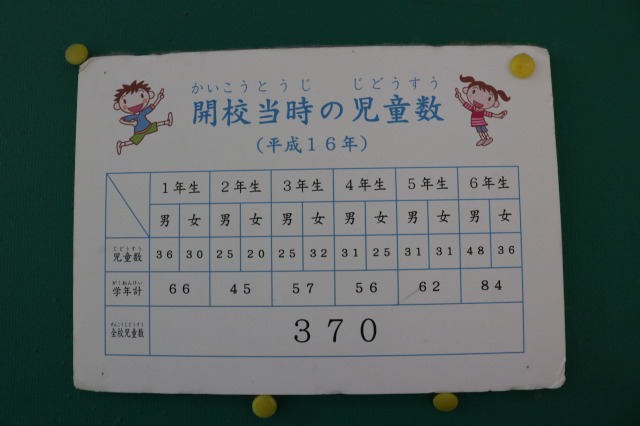 かいこうとうじ　じどうすう
開校当時の児童数
（平成１６年）
１年生 ２年生 ３年生 ４年生 ５年生 ６年生
男 女 男 女 男 女 男 女 男 女 男 女
じどうすう
児童数 36 30 25 20 25 32 31 25 31 31 48 36
がくねんけい
学年計 66 45 57 56 62 84
ぜんこうじどうすう
全校児童数 370